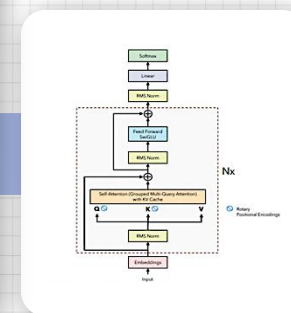 Softmax
Linear
RMS Norm
Feed Forward
SwiGLU
RMS Norm
Nx
Self-Attention (Grouped Multi-Query Attention)
with KV Cache
Q K V
Rotary
Positional Encodings
RMS Norm
Embeddings
Input